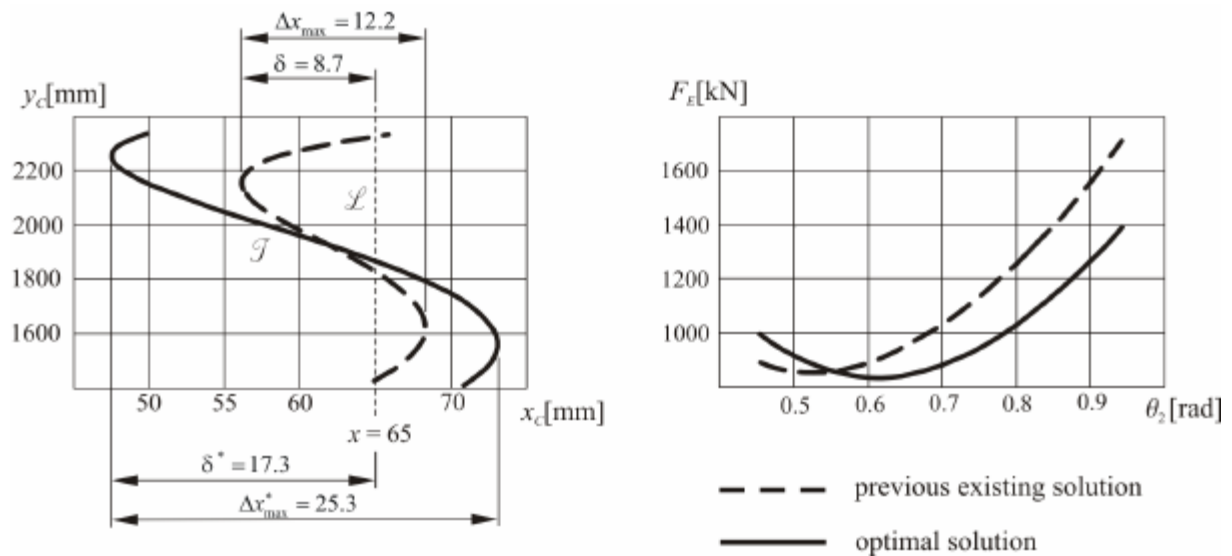 Δx_max = 12.2
δ = 8.7
y_C[mm]
2200
2000
1800
1600
ℒ
𝒯
50
55
60
70
x_C[mm]
x = 65
δ* = 17.3
Δx*_max = 25.3
F_E[kN]
1600
1400
1200
1000
0.5
0.6
0.7
0.8
0.9
θ_2[rad]
previous existing solution
optimal solution